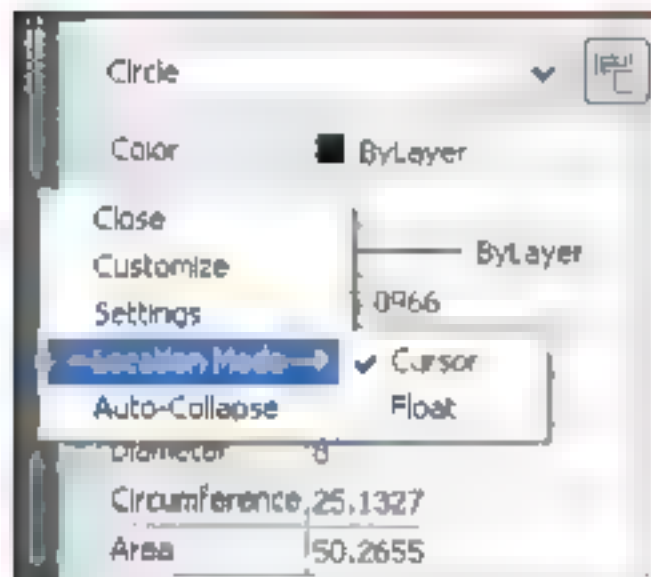 Circle
Color ByLayer
Close
Customize ByLayer
Settings 0966
Location Mode Cursor
Auto-Collapse Float
Diameter 8
Circumference 25.1327
Area 50.2655